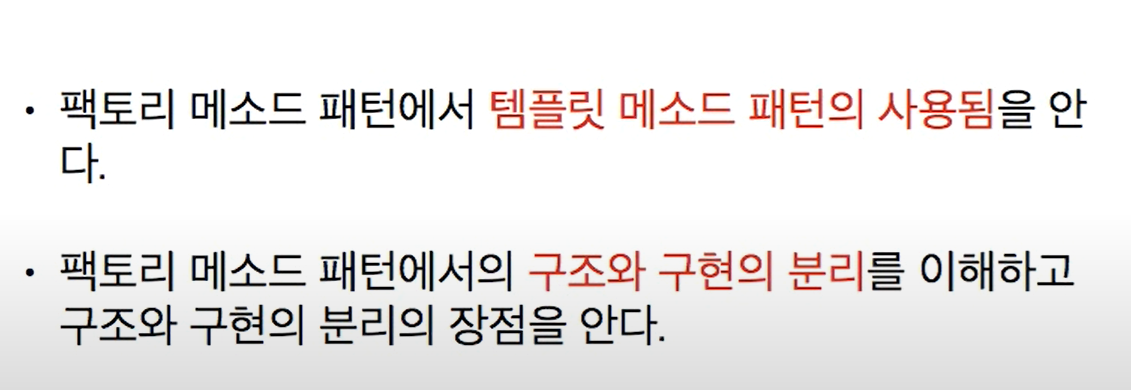 • 팩토리 메소드 패턴에서 템플릿 메소드 패턴의 사용됨을 안
다.
• 팩토리 메소드 패턴에서의 구조와 구현의 분리를 이해하고
구조와 구현의 분리의 장점을 안다.